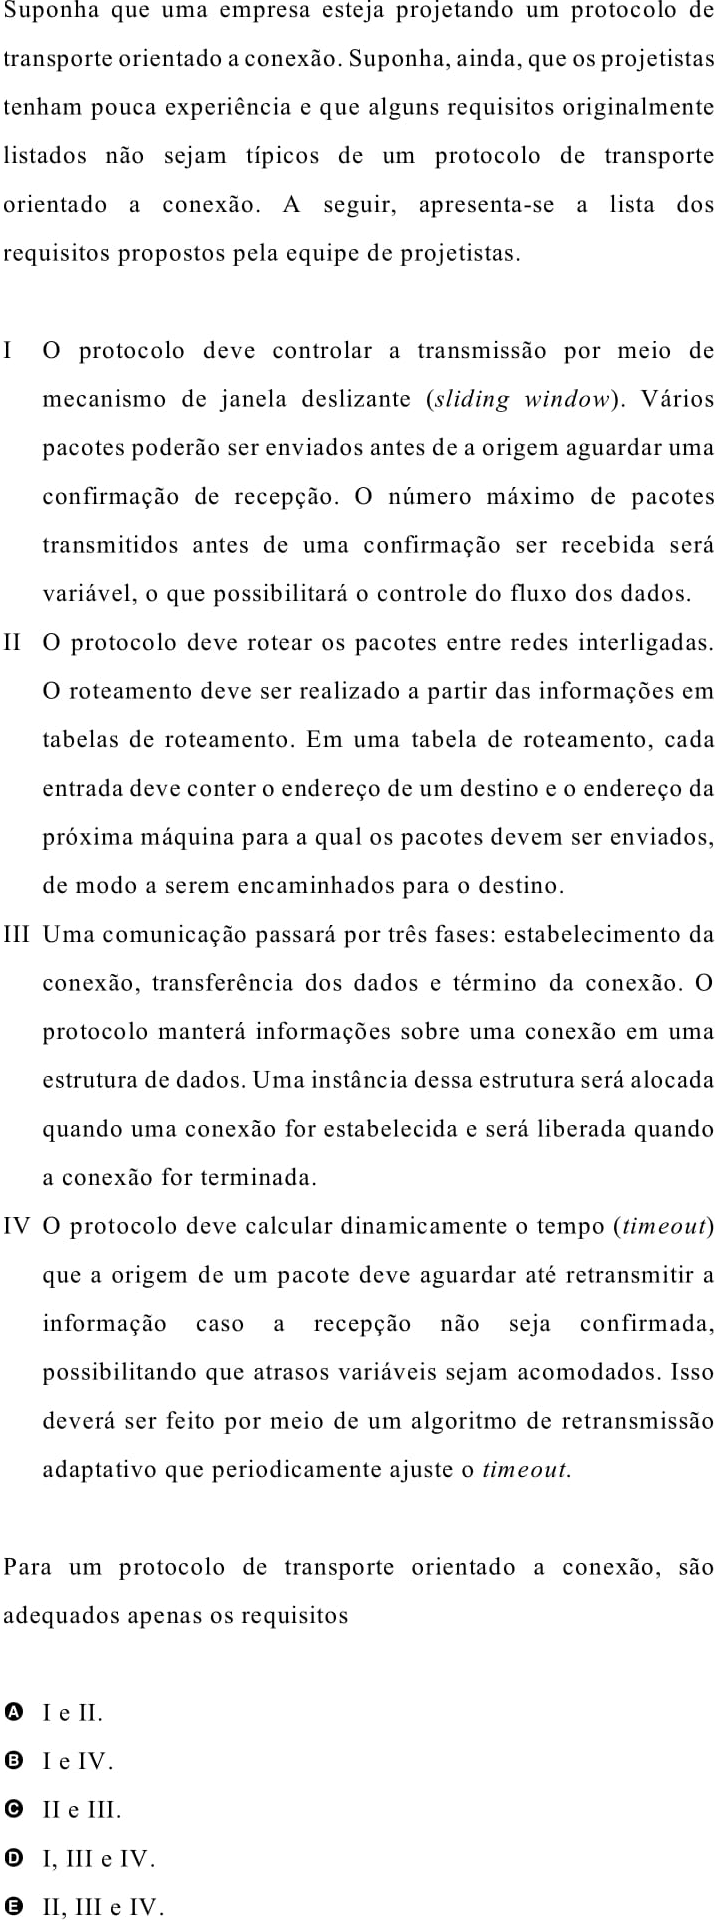 Suponha que uma empresa esteja projetando um protocolo de
transporte orientado a conexão. Suponha, ainda, que os projetistas
tenham pouca experiência e que alguns requisitos originalmente
listados não sejam típicos de um protocolo de transporte
orientado a conexão. A seguir, apresenta-se a lista dos
requisitos propostos pela equipe de projetistas.
I O protocolo deve controlar a transmissão por meio de
mecanismo de janela deslizante (sliding window). Vários
pacotes poderão ser enviados antes de a origem aguardar uma
confirmação de recepção. O número máximo de pacotes
transmitidos antes de uma confirmação ser recebida será
variável, o que possibilitará o controle do fluxo dos dados.
II O protocolo deve rotear os pacotes entre redes interligadas.
O roteamento deve ser realizado a partir das informações em
tabelas de roteamento. Em uma tabela de roteamento, cada
entrada deve conter o endereço de um destino e o endereço da
próxima máquina para a qual os pacotes devem ser enviados,
de modo a serem encaminhados para o destino.
III Uma comunicação passará por três fases: estabelecimento da
conexão, transferência dos dados e término da conexão. O
protocolo manterá informações sobre uma conexão em uma
estrutura de dados. Uma instância dessa estrutura será alocada
quando uma conexão for estabelecida e será liberada quando
a conexão for terminada.
IV O protocolo deve calcular dinamicamente o tempo (timeout)
que a origem de um pacote deve aguardar até retransmitir a
informação caso a recepção não seja confirmada,
possibilitando que atrasos variáveis sejam acomodados. Isso
deverá ser feito por meio de um algoritmo de retransmissão
adaptativo que periodicamente ajuste o timeout.
Para um protocolo de transporte orientado a conexão, são
adequados apenas os requisitos
A I e II.
B I e IV.
C II e III.
D I, III e IV.
E II, III e IV.